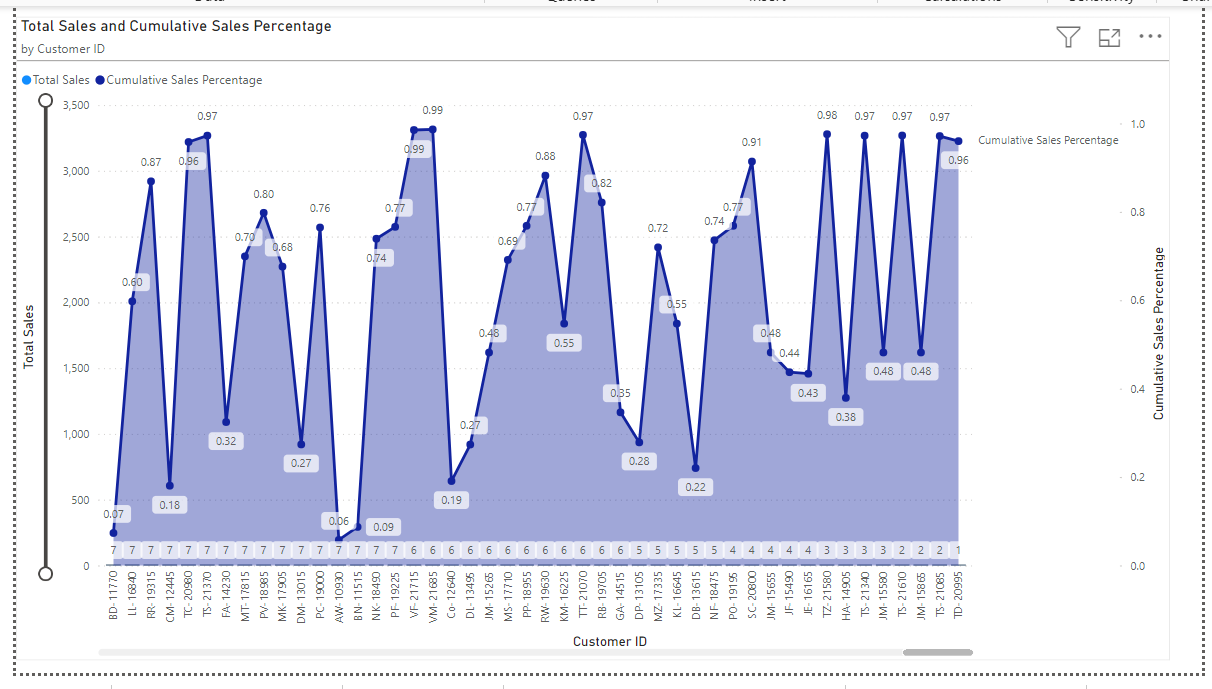 Data Queries Insert Calculations Sensitivity
Total Sales and Cumulative Sales Percentage
by Customer ID
Total Sales Cumulative Sales Percentage
3,500
3,000
2,500
2,000
1,500
1,000
500
0
Total Sales
0.07
0.60
0.87
0.18
0.96
0.97
0.32
0.70
0.80
0.68
0.27
0.76
0.06
0.09
0.74
0.77
0.99
0.99
0.19
0.27
0.48
0.69
0.77
0.88
0.55
0.97
0.82
0.35
0.28
0.72
0.55
0.22
0.74
0.77
0.91
0.48
0.44
0.43
0.98
0.38
0.97
0.48
0.97
0.48
0.97
0.96
Cumulative Sales Percentage
1.0
0.8
0.6
0.4
0.2
0.0
Cumulative Sales Percentage
7 7 7 7 7 7 7 7 7 7 7 7 7 7 7 7 6 6 6 6 6 6 6 6 6 6 6 6 5 5 5 5 5 4 4 4 4 4 3 3 3 3 2 2 2 1
BD-11770
LL-16840
RR-19315
CM-12445
TC-20980
TS-21370
FA-14230
MT-17815
PV-18985
MK-17905
DM-13015
PC-19000
AW-10930
BN-11515
NK-18490
PF-19225
VF-21715
VM-21685
Co-12640
DL-13495
JM-15265
MS-17710
PP-18955
RW-19630
KM-16225
TT-21070
RB-19705
GA-14515
DP-13105
MZ-17335
KL-16645
DB-13615
NF-18475
PO-19195
SC-20800
JM-15655
JF-15490
JE-16165
TZ-21580
HA-14905
TS-21340
JM-15580
TS-21610
JM-15865
TS-21085
TD-20995
Customer ID